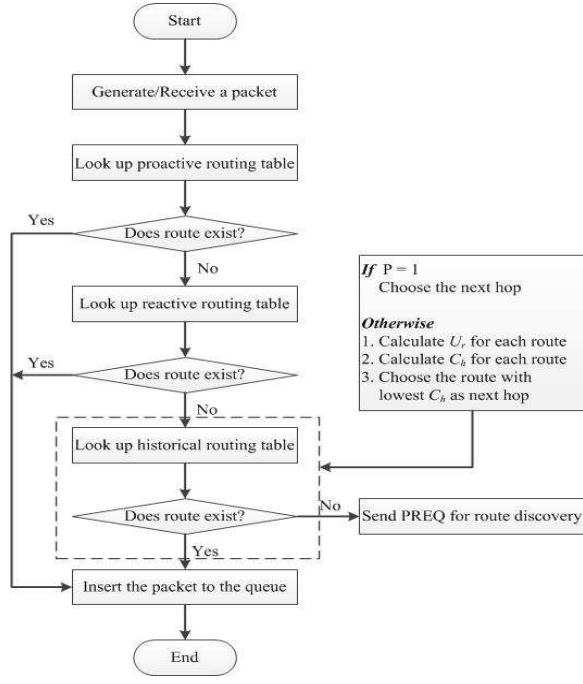 Start
Generate/Receive a packet
Look up proactive routing table
Yes
Does route exist?
No
Look up reactive routing table
Yes
Does route exist?
No
Look up historical routing table
Does route exist?
No
Send PREQ for route discovery
Yes
Insert the packet to the queue
End
If P = 1
Choose the next hop
Otherwise
1. Calculate Ur for each route
2. Calculate Ch for each route
3. Choose the route with
lowest Ch as next hop